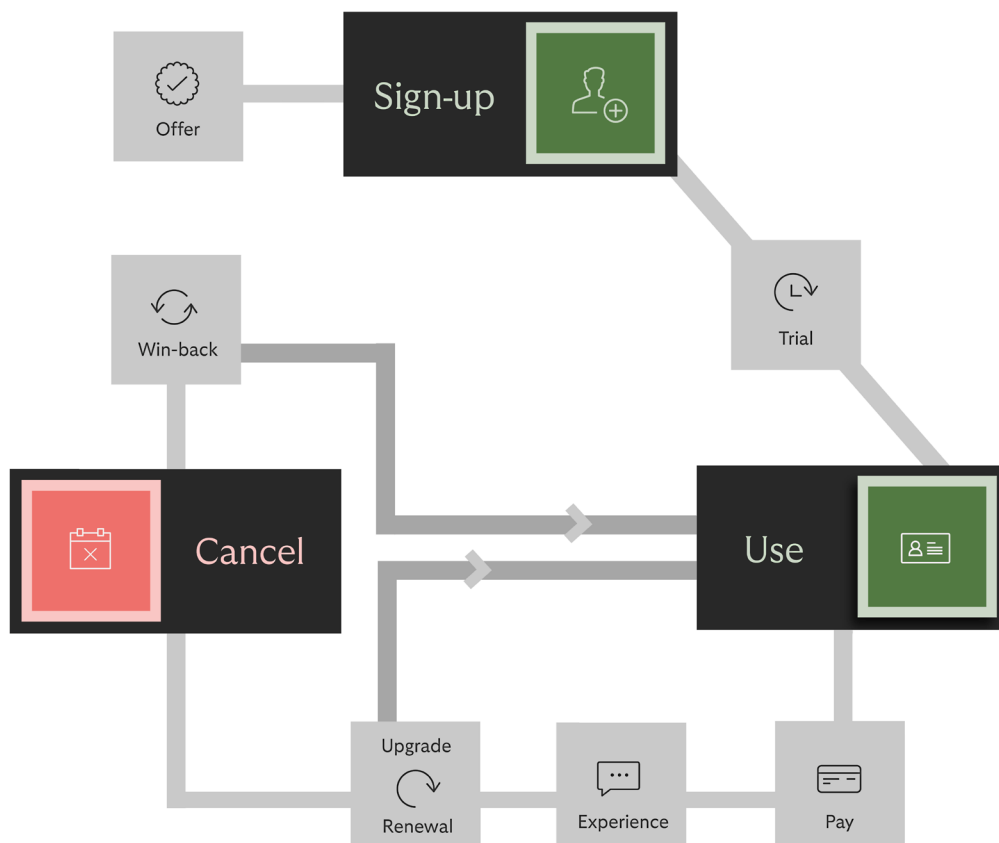 Offer
Sign-up
Trial
Win-back
Cancel
Use
Upgrade
Renewal
Experience
Pay